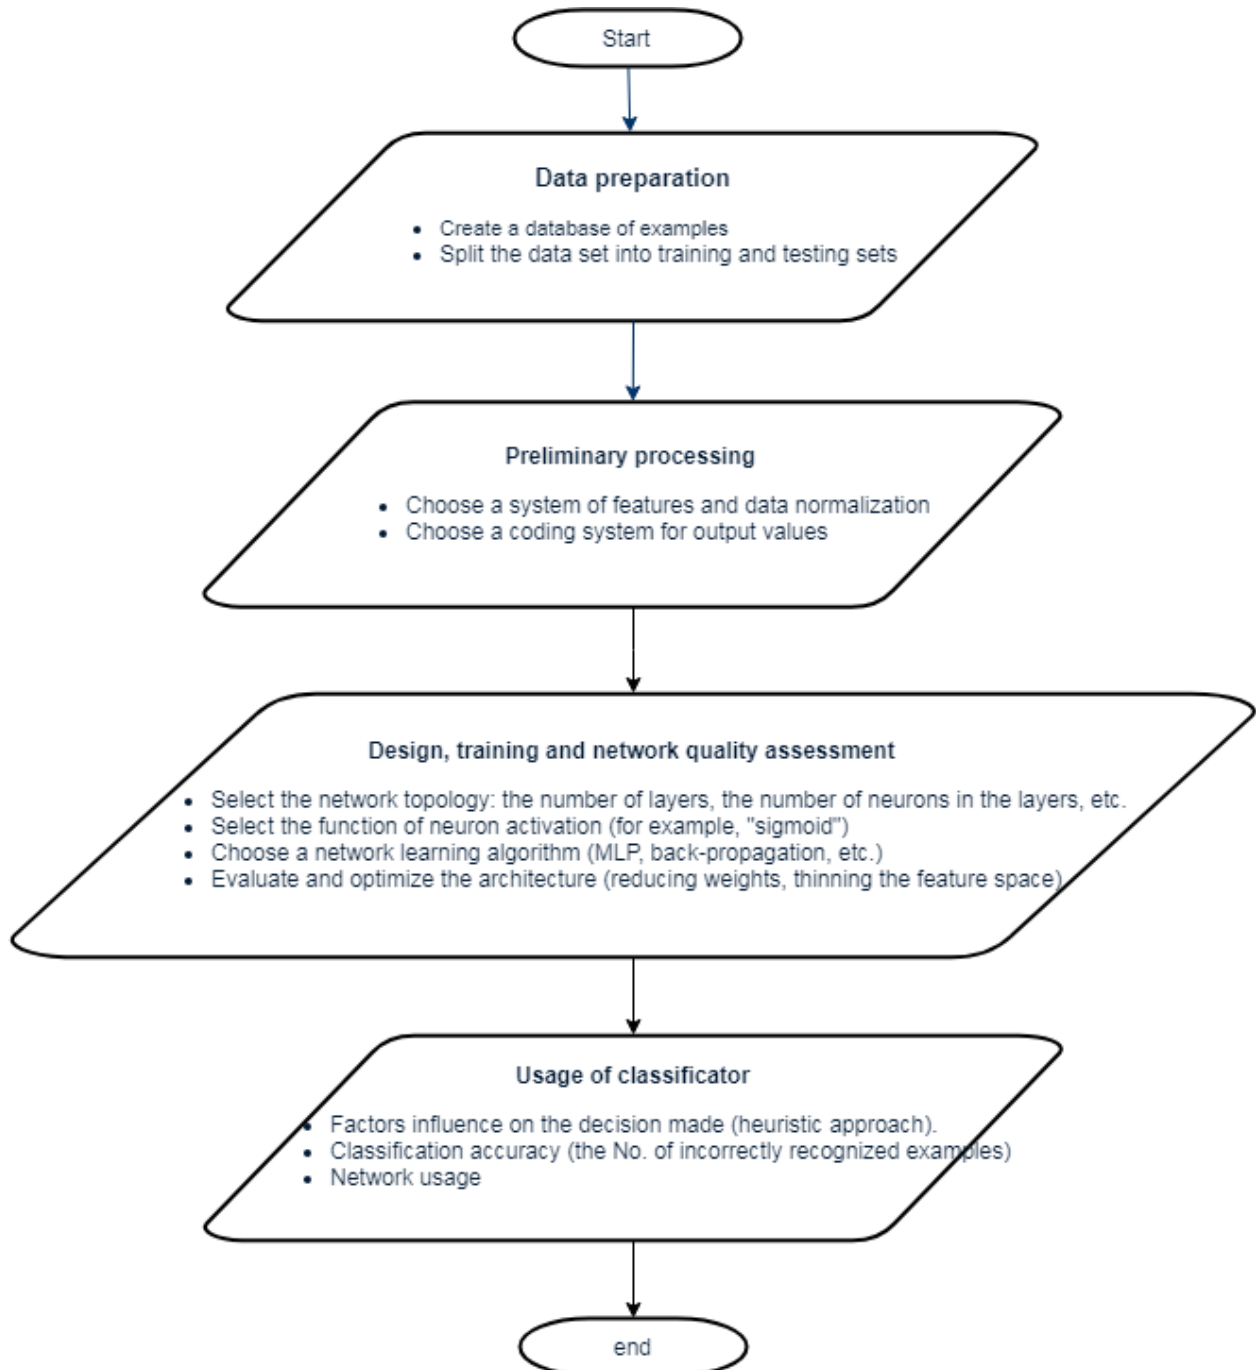 Start
Data preparation
• Create a database of examples
• Split the data set into training and testing sets
Preliminary processing
• Choose a system of features and data normalization
• Choose a coding system for output values
Design, training and network quality assessment
• Select the network topology: the number of layers, the number of neurons in the layers, etc.
• Select the function of neuron activation (for example, "sigmoid")
• Choose a network learning algorithm (MLP, back-propagation, etc.)
• Evaluate and optimize the architecture (reducing weights, thinning the feature space)
Usage of classificator
• Factors influence on the decision made (heuristic approach).
• Classification accuracy (the No. of incorrectly recognized examples)
• Network usage
end